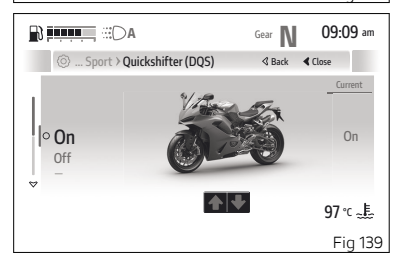 A Gear N 09:09 am
... Sport > Quickshifter (DQS) Back Close
Current
On On
Off
97 °C
Fig 139